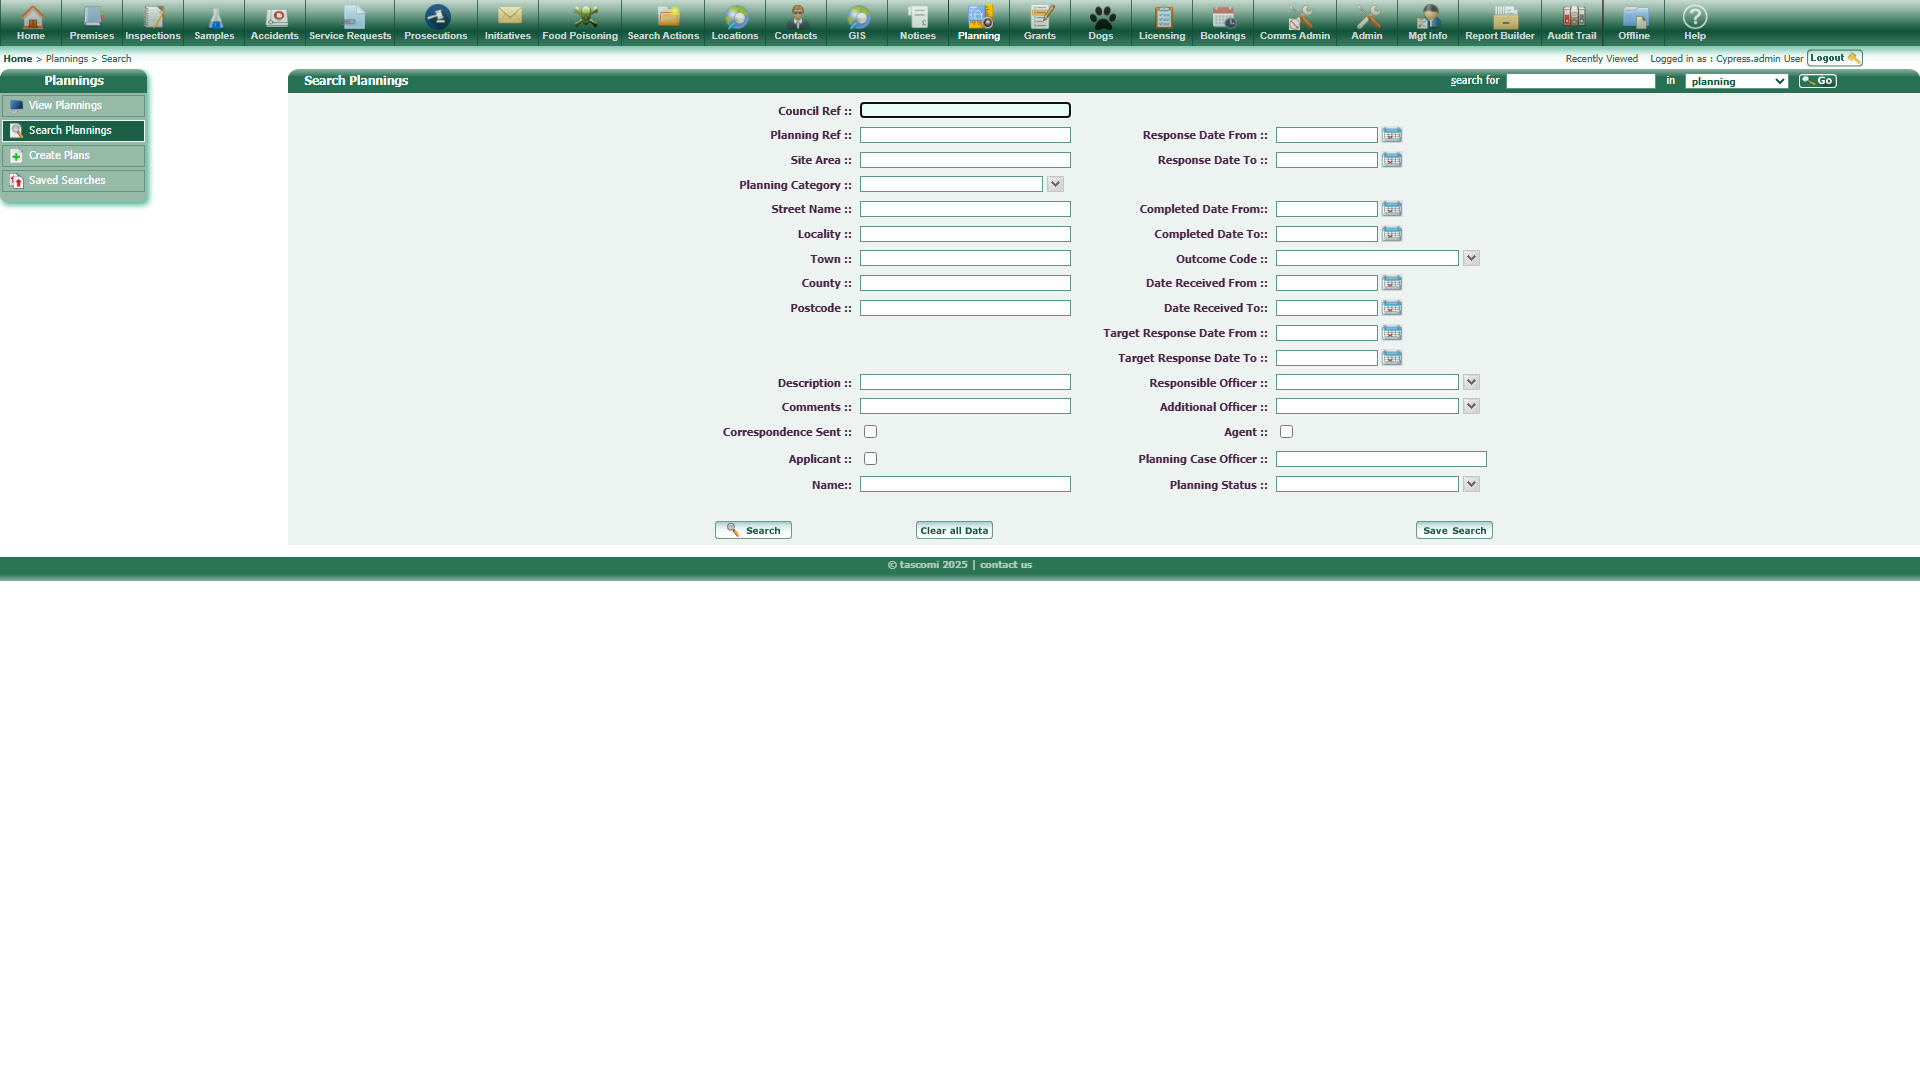 Home Premises Inspections Samples Accidents Service Requests Prosecutions Initiatives Food Poisoning Search Actions Locations Contacts GIS Notices Planning Grants Dogs Licensing Bookings Comms Admin Admin Mgt Info Report Builder Audit Trail Offline Help
Home > Plannings > Search Recently Viewed Logged in as : Cypress.admin User Logout
Plannings
View Plannings
Search Plannings
Create Plans
Saved Searches
Search Plannings search for in planning Go
Council Ref ::
Planning Ref :: Response Date From ::
Site Area :: Response Date To ::
Planning Category ::
Street Name :: Completed Date From::
Locality :: Completed Date To::
Town :: Outcome Code ::
County :: Date Received From ::
Postcode :: Date Received To::
Target Response Date From ::
Target Response Date To ::
Description :: Responsible Officer ::
Comments :: Additional Officer ::
Correspondence Sent :: Agent ::
Applicant :: Planning Case Officer ::
Name:: Planning Status ::
Search Clear all Data Save Search
© tascomi 2025 | contact us